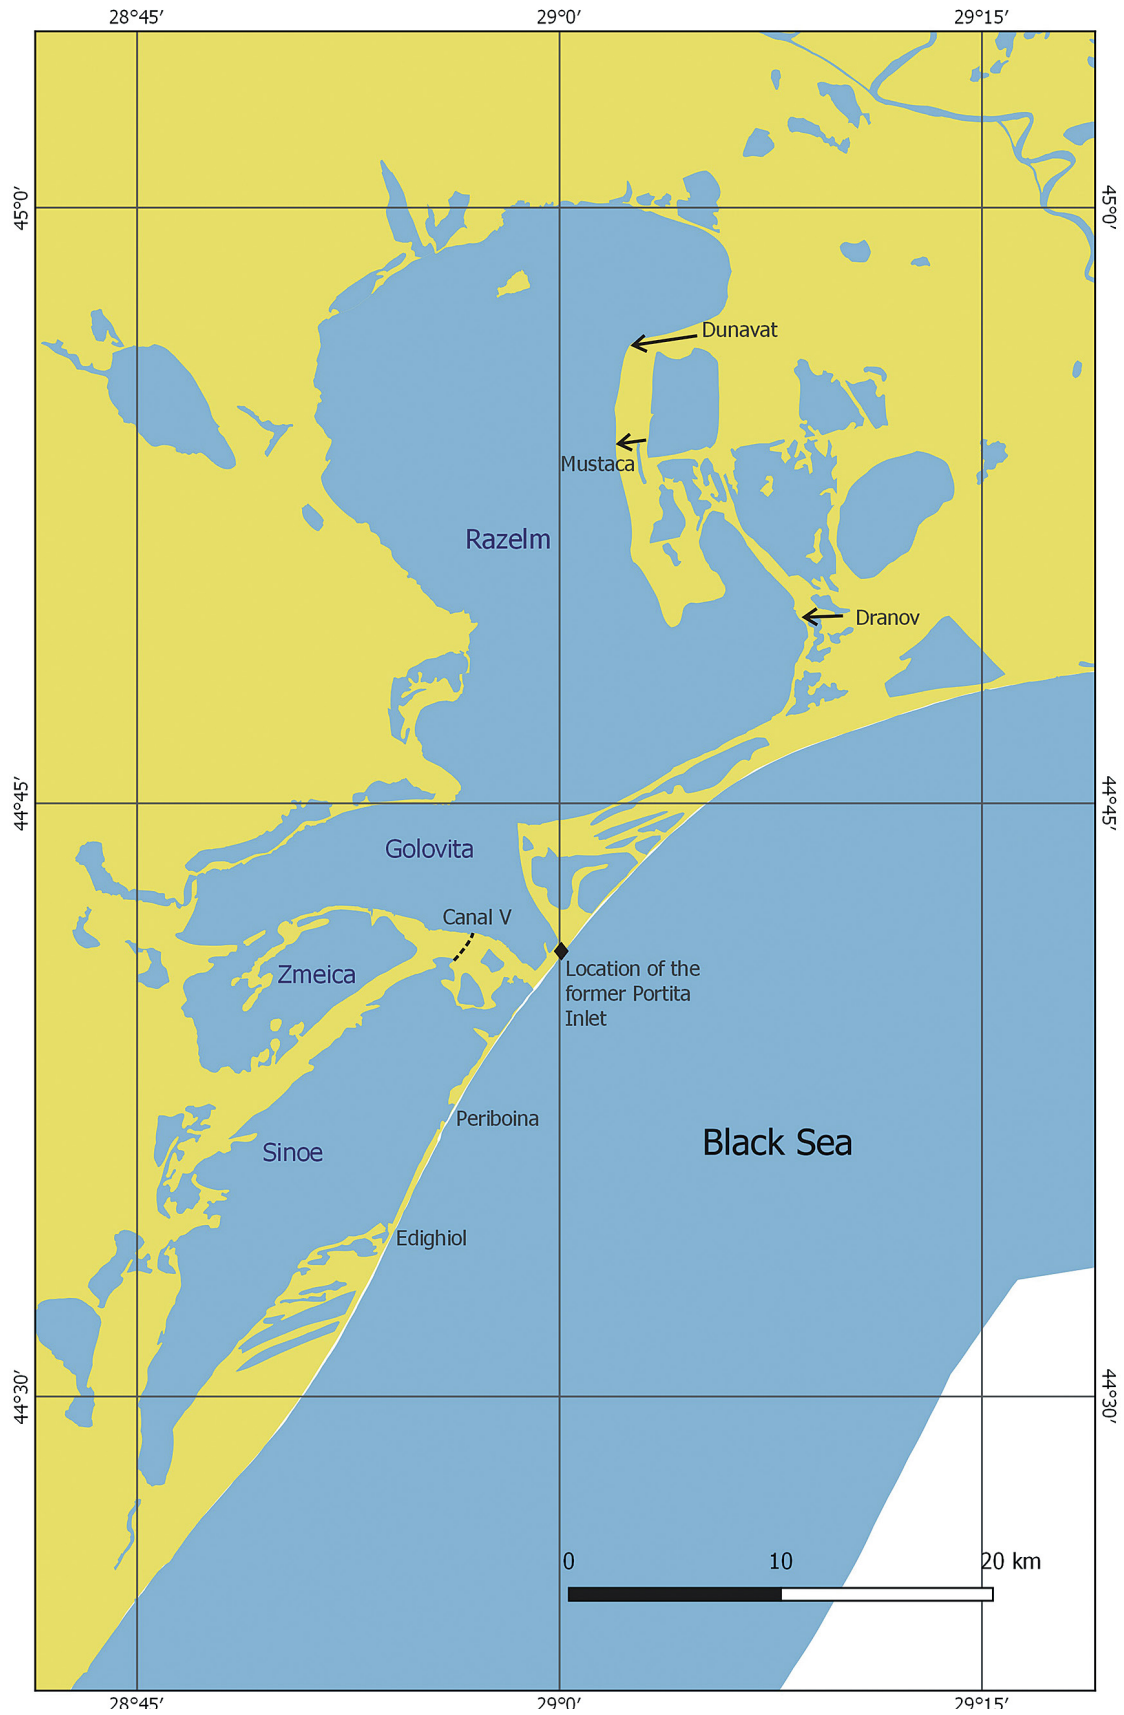 28°45′ 29°0′ 29°15′
45°0′ 45°0′
Dunavat
Mustaca
Razelm
Dranov
44°45′ 44°45′
Golovita
Canal V
Zmeica
Location of the
former Portita
Inlet
Periboina
Sinoe
Black Sea
Edighiol
44°30′ 44°30′
0 10 20 km
28°45′ 29°0′ 29°15′